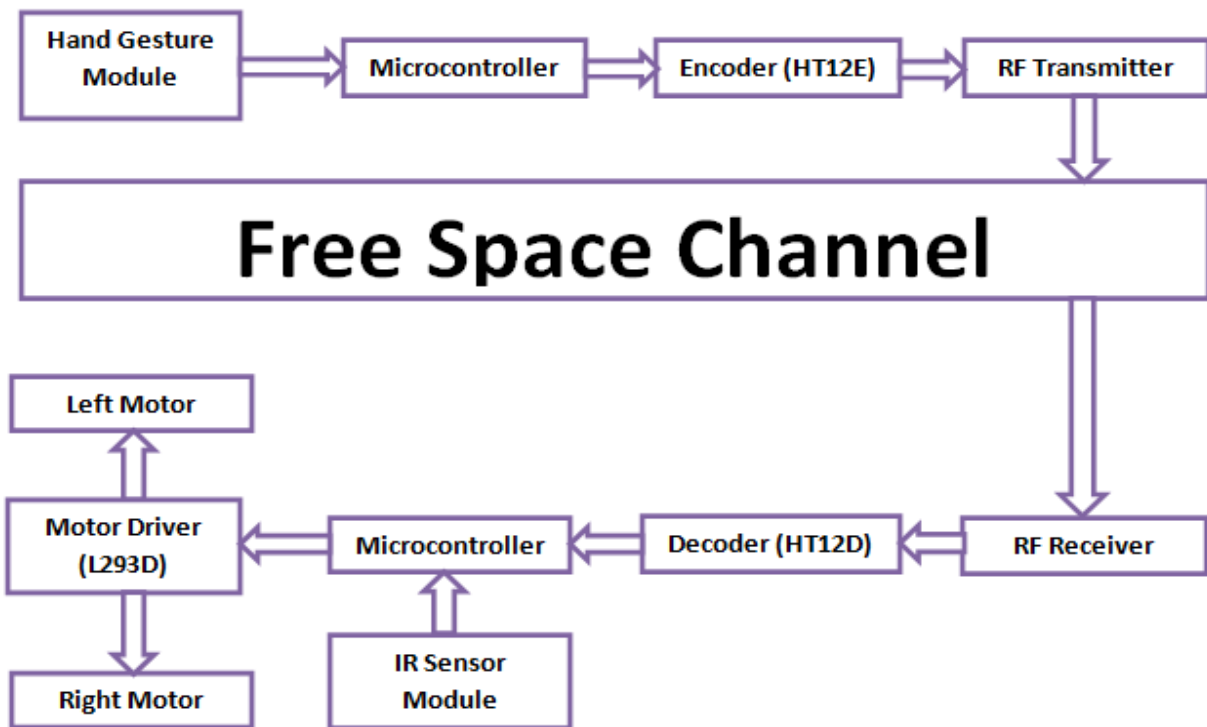 Hand Gesture
Module
Microcontroller
Encoder (HT12E)
RF Transmitter
Free Space Channel
Left Motor
Motor Driver
(L293D)
Microcontroller
Decoder (HT12D)
RF Receiver
Right Motor
IR Sensor
Module